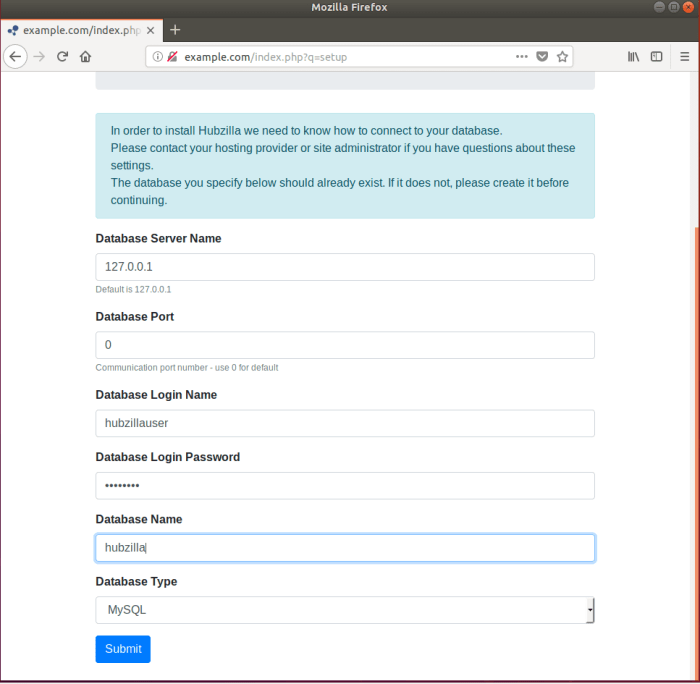 Mozilla Firefox
example.com/index.php
example.com/index.php?q=setup
In order to install Hubzilla we need to know how to connect to your database.
Please contact your hosting provider or site administrator if you have questions about these
settings.
The database you specify below should already exist. If it does not, please create it before
continuing.
Database Server Name
127.0.0.1
Default is 127.0.0.1
Database Port
0
Communication port number - use 0 for default
Database Login Name
hubzillauser
Database Login Password
••••••••
Database Name
hubzilla
Database Type
MySQL
Submit